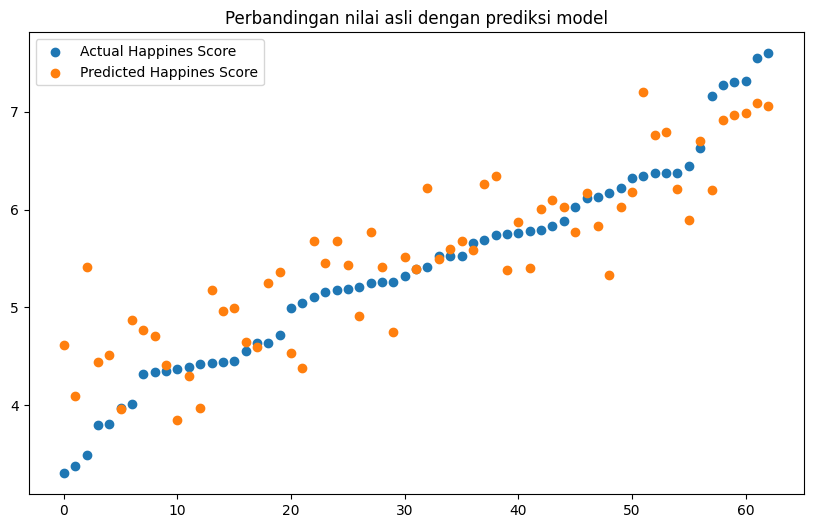 Perbandingan nilai asli dengan prediksi model
Actual Happines Score
Predicted Happines Score
7
6
5
4
0 10 20 30 40 50 60